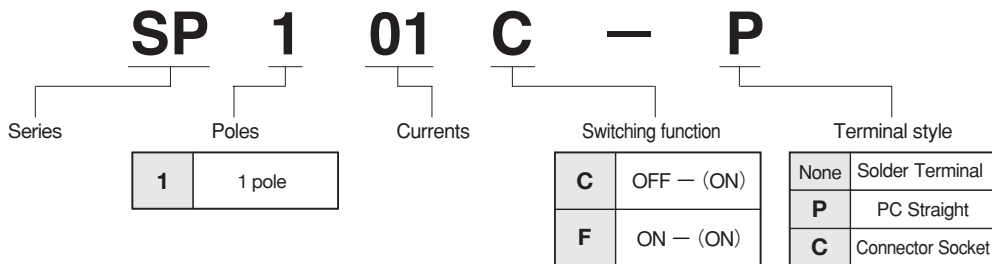 SP 1 01 C － P
Series Poles Currents Switching function Terminal style
1 1 pole
C OFF － (ON)
F ON － (ON)
None Solder Terminal
P PC Straight
C Connector Socket